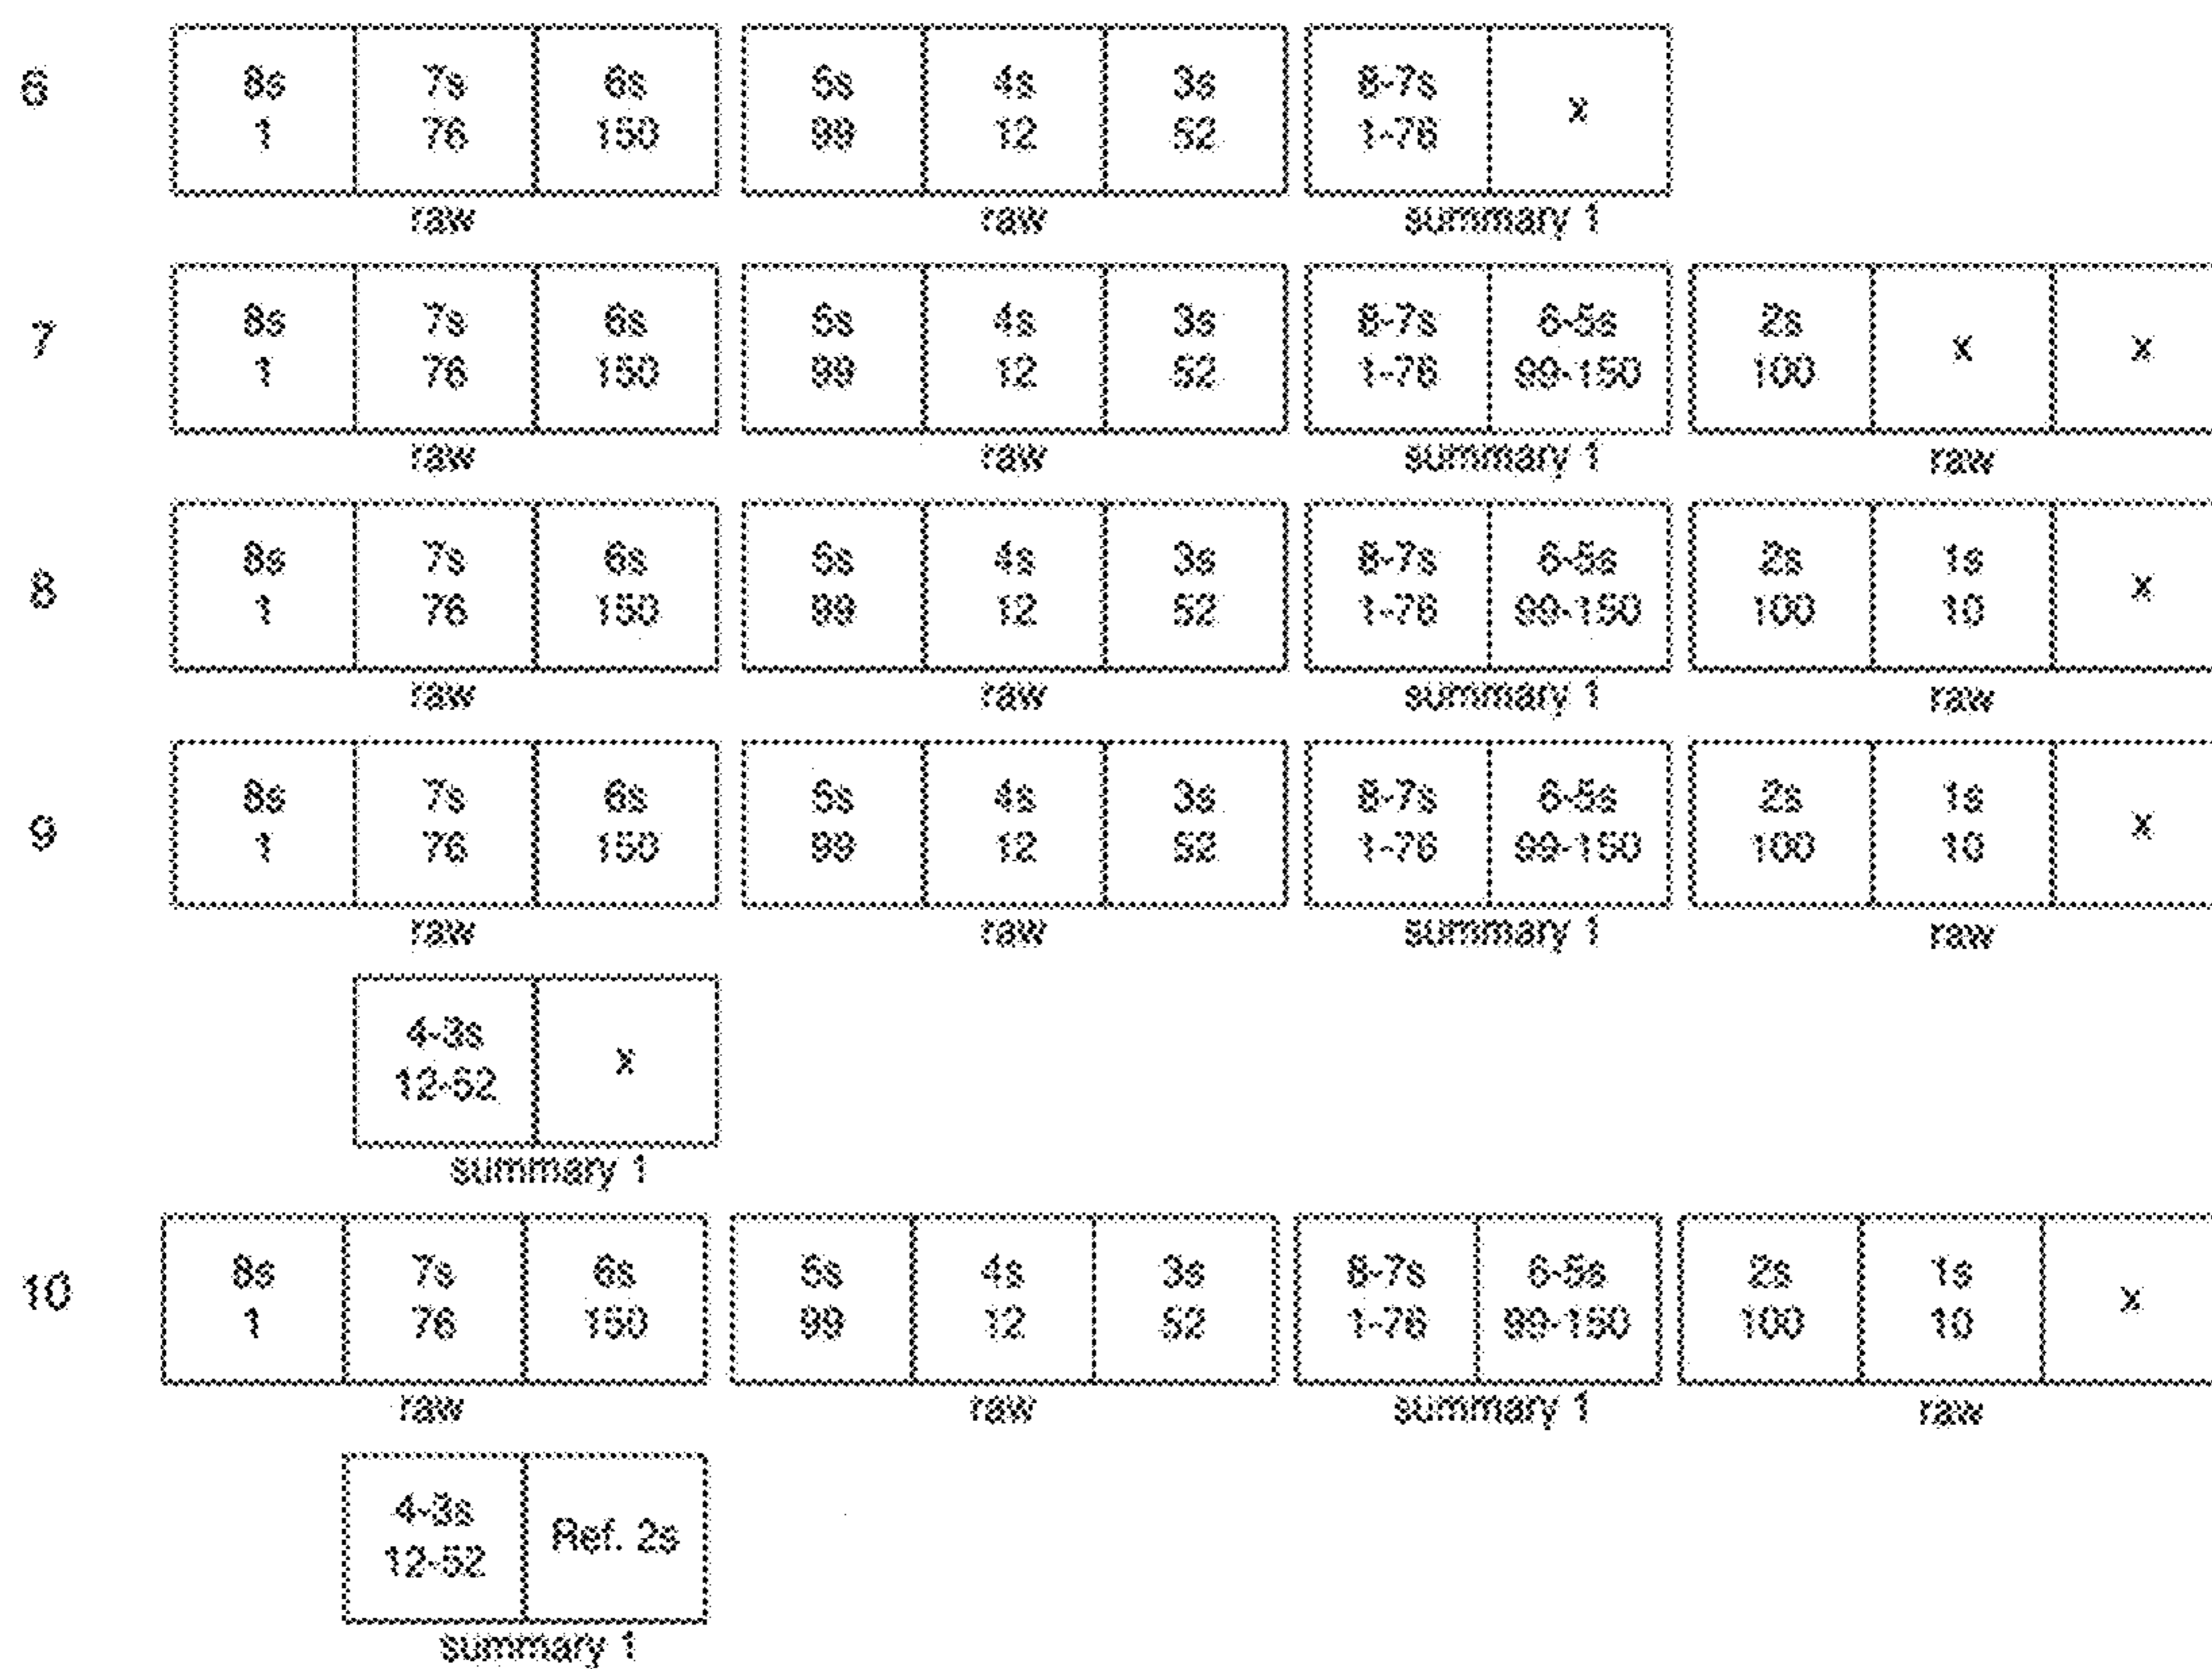 6 8s 7s 6s 5s 4s 3s 8-7s x
1 76 150 99 12 52 1-76
raw raw summary 1
7 8s 7s 6s 5s 4s 3s 8-7s 6-5s 2s x x
1 76 150 99 12 52 1-76 99-150 100
raw raw summary 1 raw
8 8s 7s 6s 5s 4s 3s 8-7s 6-5s 2s 1s x
1 76 150 99 12 52 1-76 99-150 100 10
raw raw summary 1 raw
9 8s 7s 6s 5s 4s 3s 8-7s 6-5s 2s 1s x
1 76 150 99 12 52 1-76 99-150 100 10
raw raw summary 1 raw
4-3s x
12-52
summary 1
10 8s 7s 6s 5s 4s 3s 8-7s 6-5s 2s 1s x
1 76 150 99 12 52 1-76 99-150 100 10
raw raw summary 1 raw
4-3s Ref. 2s
12-52
summary 1